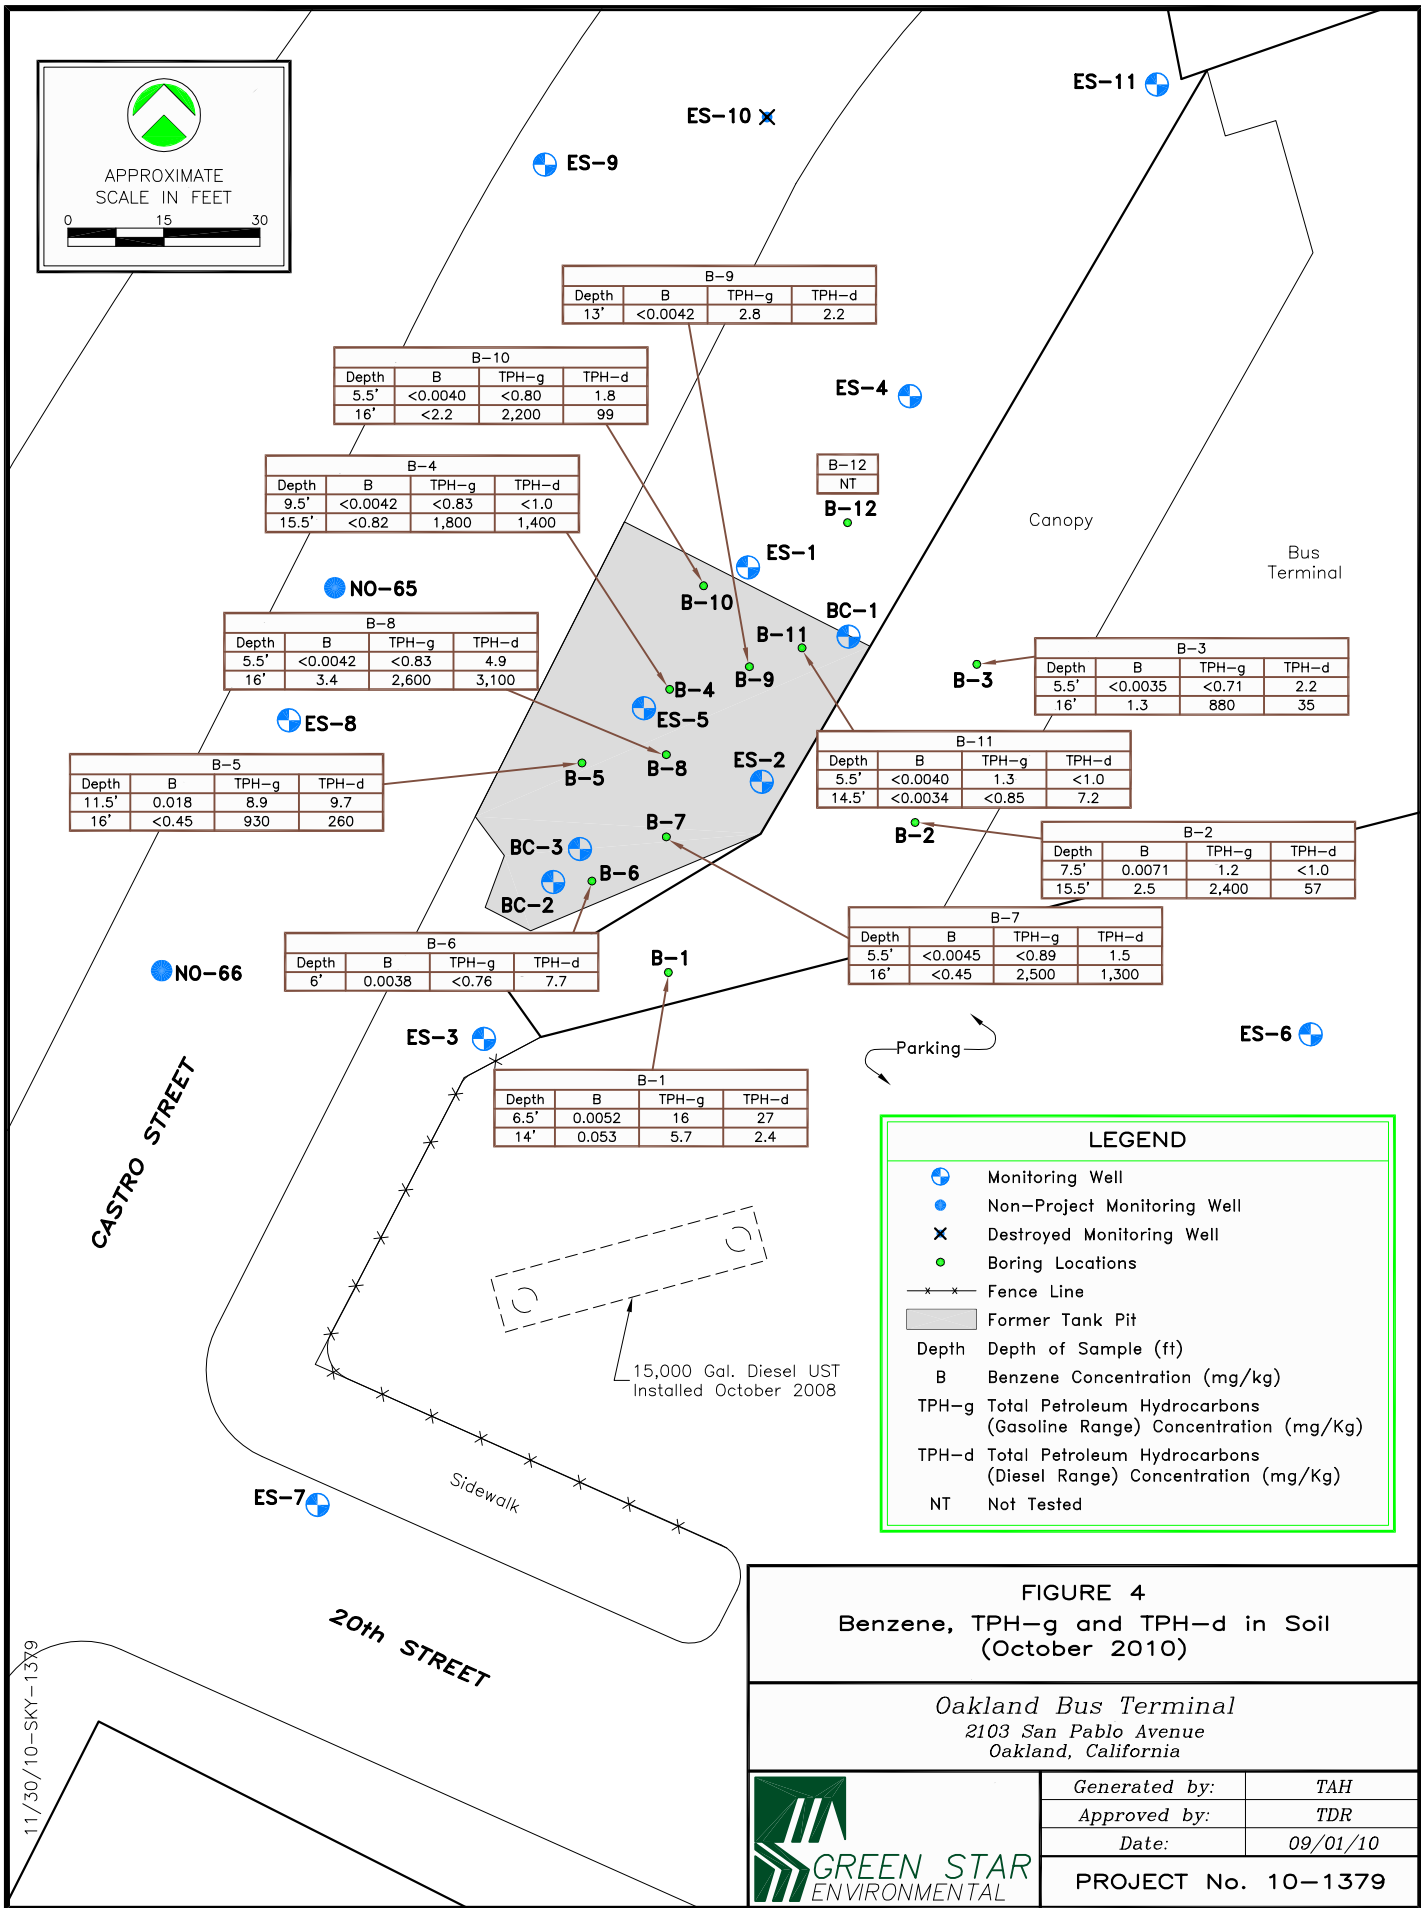 APPROXIMATE
SCALE IN FEET
0 15 30
ES-11
ES-10
ES-9
B-9
Depth B TPH-g TPH-d
13' <0.0042 2.8 2.2
B-10
Depth B TPH-g TPH-d
5.5' <0.0040 <0.80 1.8
16' <2.2 2,200 99
ES-4
B-4
Depth B TPH-g TPH-d
9.5' <0.0042 <0.83 <1.0
15.5' <0.82 1,800 1,400
B-12
NT
B-12
Canopy
Bus
Terminal
ES-1
NO-65
B-10
BC-1
B-11
B-8
Depth B TPH-g TPH-d
5.5' <0.0042 <0.83 4.9
16' 3.4 2,600 3,100
B-9
B-3
B-3
Depth B TPH-g TPH-d
5.5' <0.0035 <0.71 2.2
16' 1.3 880 35
B-4
ES-5
ES-8
B-5
Depth B TPH-g TPH-d
11.5' 0.018 8.9 9.7
16' <0.45 930 260
B-5
B-8
ES-2
B-11
Depth B TPH-g TPH-d
5.5' <0.0040 1.3 <1.0
14.5' <0.0034 <0.85 7.2
B-7
B-2
B-2
Depth B TPH-g TPH-d
7.5' 0.0071 1.2 <1.0
15.5' 2.5 2,400 57
BC-3
B-6
BC-2
B-7
Depth B TPH-g TPH-d
5.5' <0.0045 <0.89 1.5
16' <0.45 2,500 1,300
B-6
Depth B TPH-g TPH-d
6' 0.0038 <0.76 7.7
B-1
NO-66
ES-3
Parking
ES-6
B-1
Depth B TPH-g TPH-d
6.5' 0.0052 16 27
14' 0.053 5.7 2.4
CASTRO STREET
LEGEND
Monitoring Well
Non-Project Monitoring Well
Destroyed Monitoring Well
Boring Locations
Fence Line
Former Tank Pit
Depth Depth of Sample (ft)
B Benzene Concentration (mg/kg)
TPH-g Total Petroleum Hydrocarbons
(Gasoline Range) Concentration (mg/Kg)
TPH-d Total Petroleum Hydrocarbons
(Diesel Range) Concentration (mg/Kg)
NT Not Tested
15,000 Gal. Diesel UST
Installed October 2008
Sidewalk
ES-7
20th STREET
11/30/10-SKY-1379
FIGURE 4
Benzene, TPH-g and TPH-d in Soil
(October 2010)
Oakland Bus Terminal
2103 San Pablo Avenue
Oakland, California
GREEN STAR
ENVIRONMENTAL
Generated by: TAH
Approved by: TDR
Date: 09/01/10
PROJECT No. 10-1379